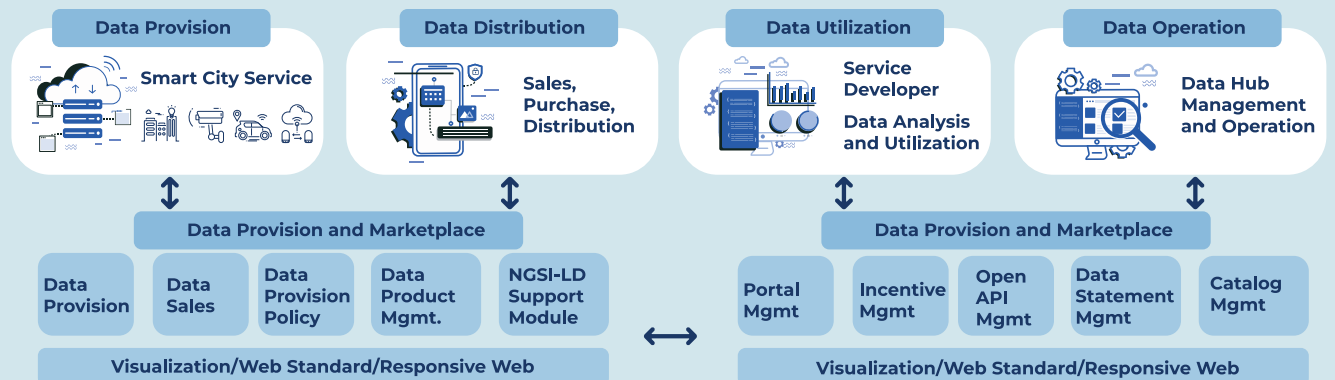 Data Provision
Smart City Service
Data Distribution
Sales,
Purchase,
Distribution
Data Utilization
Service
Developer
Data Analysis
and Utilization
Data Operation
Data Hub
Management
and Operation
Data Provision and Marketplace
Data
Provision
Data
Sales
Data
Provision
Policy
Data
Product
Mgmt.
NGSI-LD
Support
Module
Visualization/Web Standard/Responsive Web
Data Provision and Marketplace
Portal
Mgmt
Incentive
Mgmt
Open
API
Mgmt
Data
Statement
Mgmt
Catalog
Mgmt
Visualization/Web Standard/Responsive Web